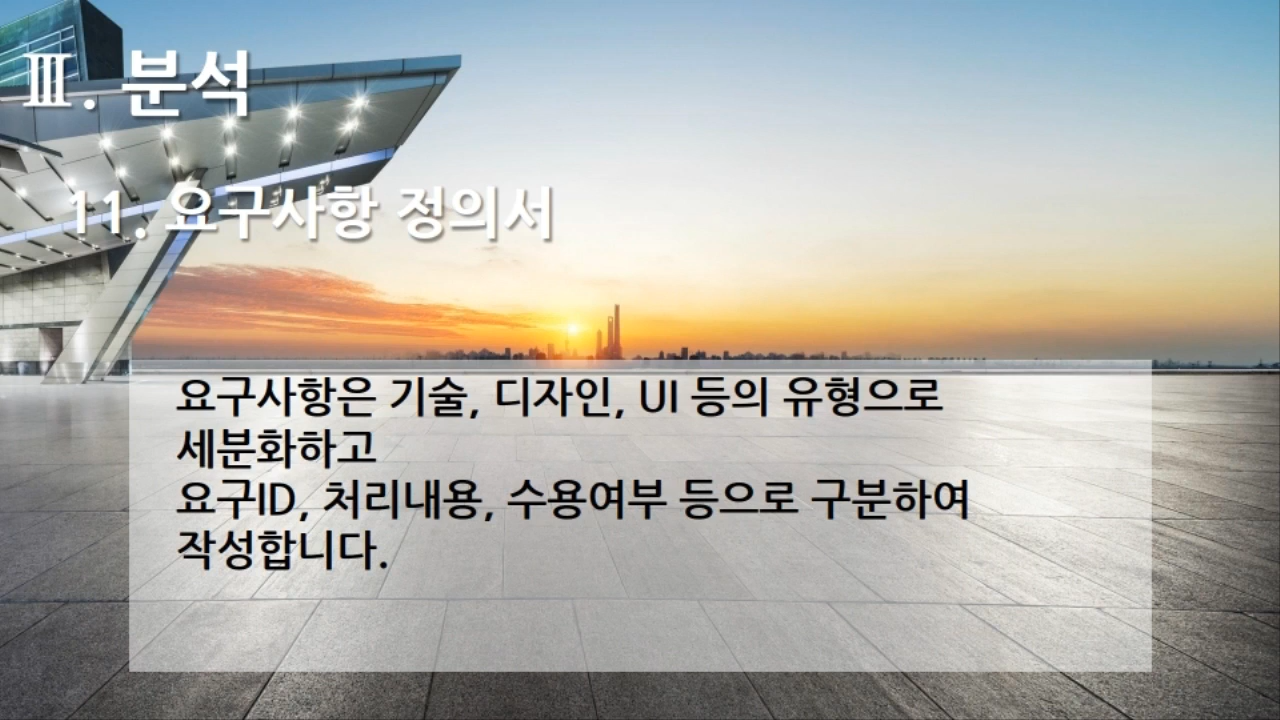 Ⅲ. 분석
11. 요구사항 정의서
요구사항은 기술, 디자인, UI 등의 유형으로
세분화하고
요구ID, 처리내용, 수용여부 등으로 구분하여
작성합니다.